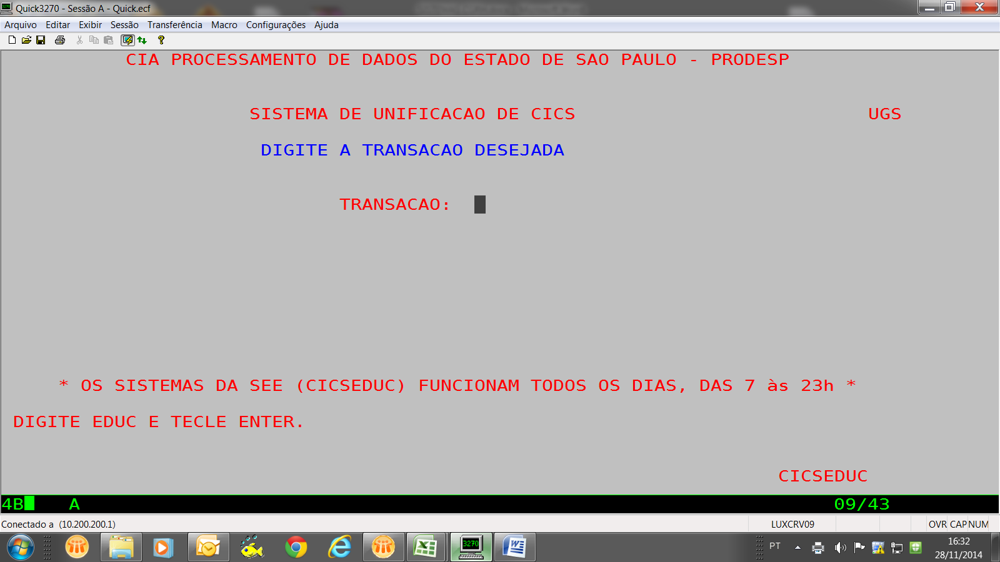 Quick3270 - Sessão A - Quick.ecf
Arquivo Editar Exibir Sessão Transferência Macro Configurações Ajuda
CIA PROCESSAMENTO DE DADOS DO ESTADO DE SAO PAULO - PRODESP
SISTEMA DE UNIFICACAO DE CICS UGS
DIGITE A TRANSACAO DESEJADA
TRANSACAO:
* OS SISTEMAS DA SEE (CICSEDUC) FUNCIONAM TODOS OS DIAS, DAS 7 às 23h *
DIGITE EDUC E TECLE ENTER.
CICSEDUC
4B A 09/43
Conectado a (10.200.200.1) LUXCRV09 OVR CAP NUM
3270 PT 16:32
28/11/2014